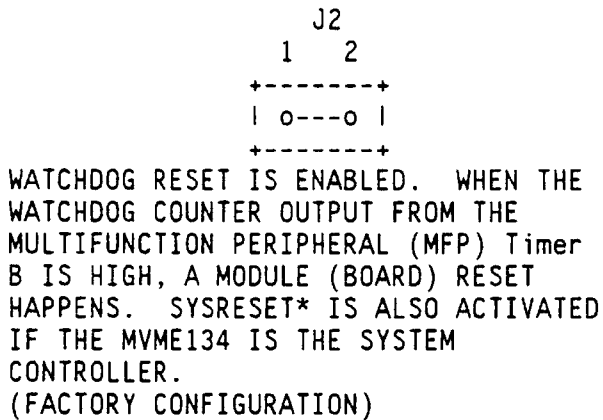 J2
1 2
+-------+
| o---o |
+-------+
WATCHDOG RESET IS ENABLED. WHEN THE
WATCHDOG COUNTER OUTPUT FROM THE
MULTIFUNCTION PERIPHERAL (MFP) Timer
B IS HIGH, A MODULE (BOARD) RESET
HAPPENS. SYSRESET* IS ALSO ACTIVATED
IF THE MVME134 IS THE SYSTEM
CONTROLLER.
(FACTORY CONFIGURATION)